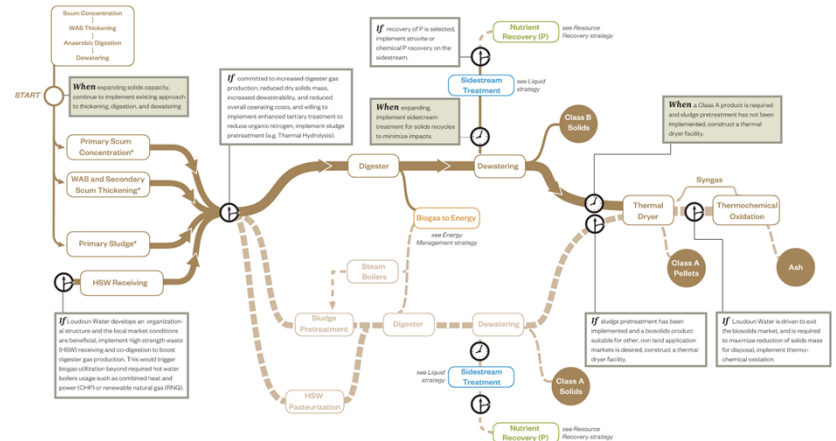 Scum Concentration
WAS Thickening
Anaerobic Digestion
Dewatering
START
When expanding solids capacity,
continue to implement existing approach
to thickening, digestion, and dewatering
Primary Scum
Concentration*
WAS and Secondary
Scum Thickening*
Primary Sludge*
HSW Receiving
If Loudoun Water develops an organization-
al structure and the local market conditions
are beneficial, implement high strength waste
(HSW) receiving and co-digestion to boost
digester gas production. This would trigger
biogas utilization beyond required hot water
boilers usage such as combined heat and
power (CHP) or renewable natural gas (RNG).
If committed to increased digester gas
production, reduced dry solids mass,
increased dewaterability, and reduced
overall operating costs, and willing to
implement enhanced tertiary treatment to
reduce organic nitrogen, implement sludge
pretreatment (e.g. Thermal Hydrolysis).
If recovery of P is selected,
implement struvite or
chemical P recovery on the
sidestream.
Nutrient
Recovery (P)
see Resource
Recovery strategy
Sidestream
Treatment
see Liquid
strategy
When expanding,
implement sidestream
treatment for solids recycles
to minimize impacts.
Class B
Solids
Digester
Dewatering
Biogas to Energy
see Energy
Management strategy
Steam
Boilers
Sludge
Pretreatment
Digester
Dewatering
HSW
Pasteurization
see Liquid
strategy
Sidestream
Treatment
Class A
Solids
Nutrient
Recovery (P)
see Resource
Recovery strategy
When a Class A product is required
and sludge pretreatment has not been
implemented, construct a thermal
dryer facility.
Syngas
Thermal
Dryer
Thermochemical
Oxidation
Class A
Pellets
Ash
If sludge pretreatment has been
implemented and a biosolids product
suitable for other, non land application
markets is desired, construct a thermal
dryer facility.
If Loudoun Water is driven to exit
the biosolids market, and is required
to maximize reduction of solids mass
for disposal, implement thermo-
chemical oxidation.